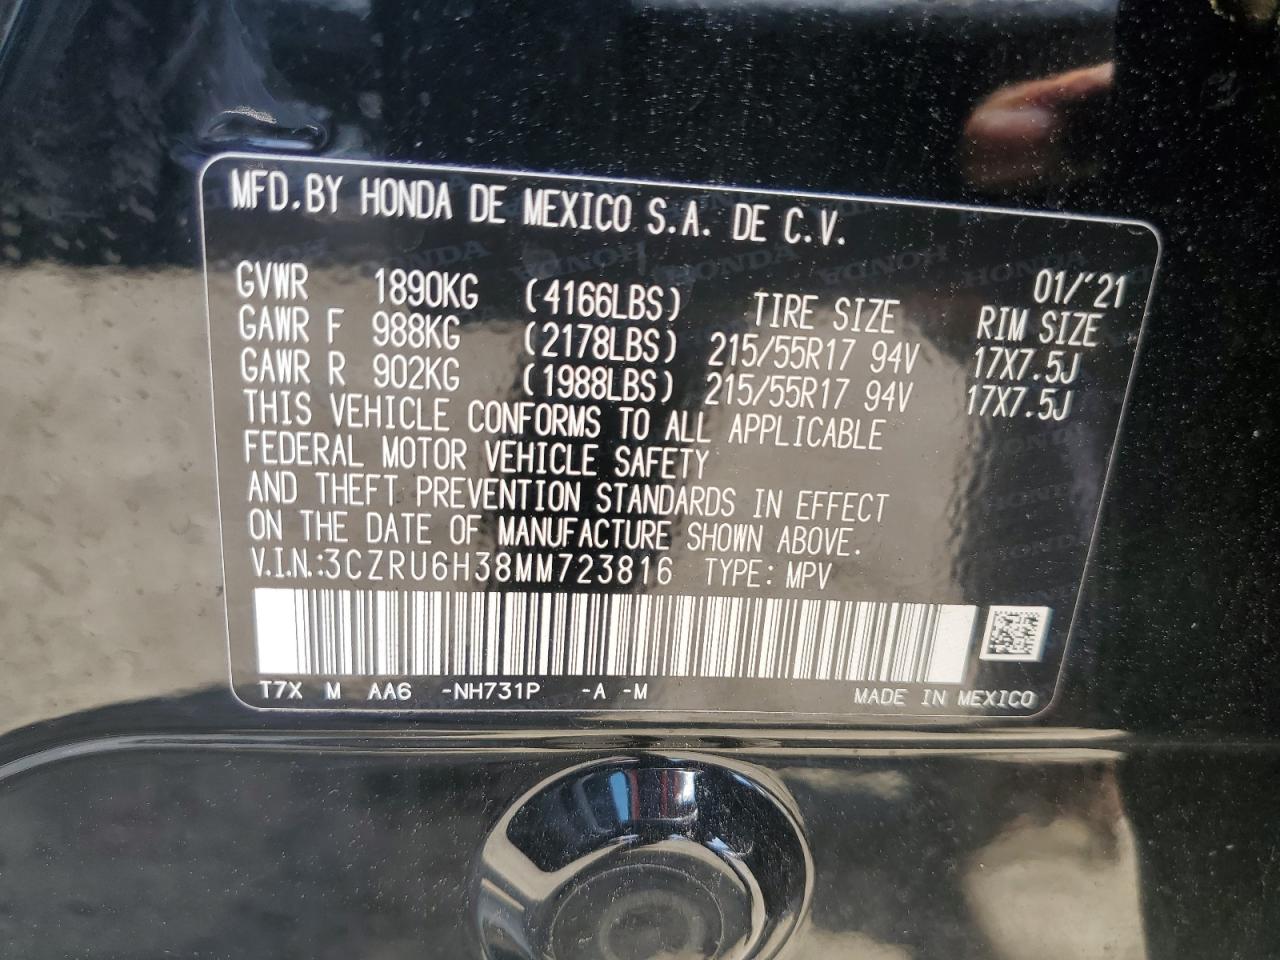 MFD.BY HONDA DE MEXICO S.A. DE C.V.
01/'21
GVWR 1890KG (4166LBS) TIRE SIZE RIM SIZE
GAWR F 988KG (2178LBS) 215/55R17 94V 17X7.5J
GAWR R 902KG (1988LBS) 215/55R17 94V 17X7.5J
THIS VEHICLE CONFORMS TO ALL APPLICABLE
FEDERAL MOTOR VEHICLE SAFETY
AND THEFT PREVENTION STANDARDS IN EFFECT
ON THE DATE OF MANUFACTURE SHOWN ABOVE.
V.I.N.:3CZRU6H38MM723816 TYPE: MPV
T7X M AA6 -NH731P -A -M MADE IN MEXICO